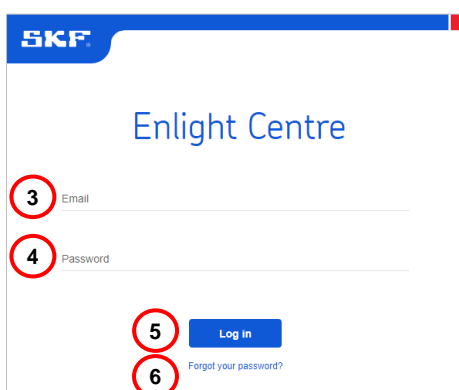 SKF
Enlight Centre
3 Email
4 Password
5 Log in
6 Forgot your password?